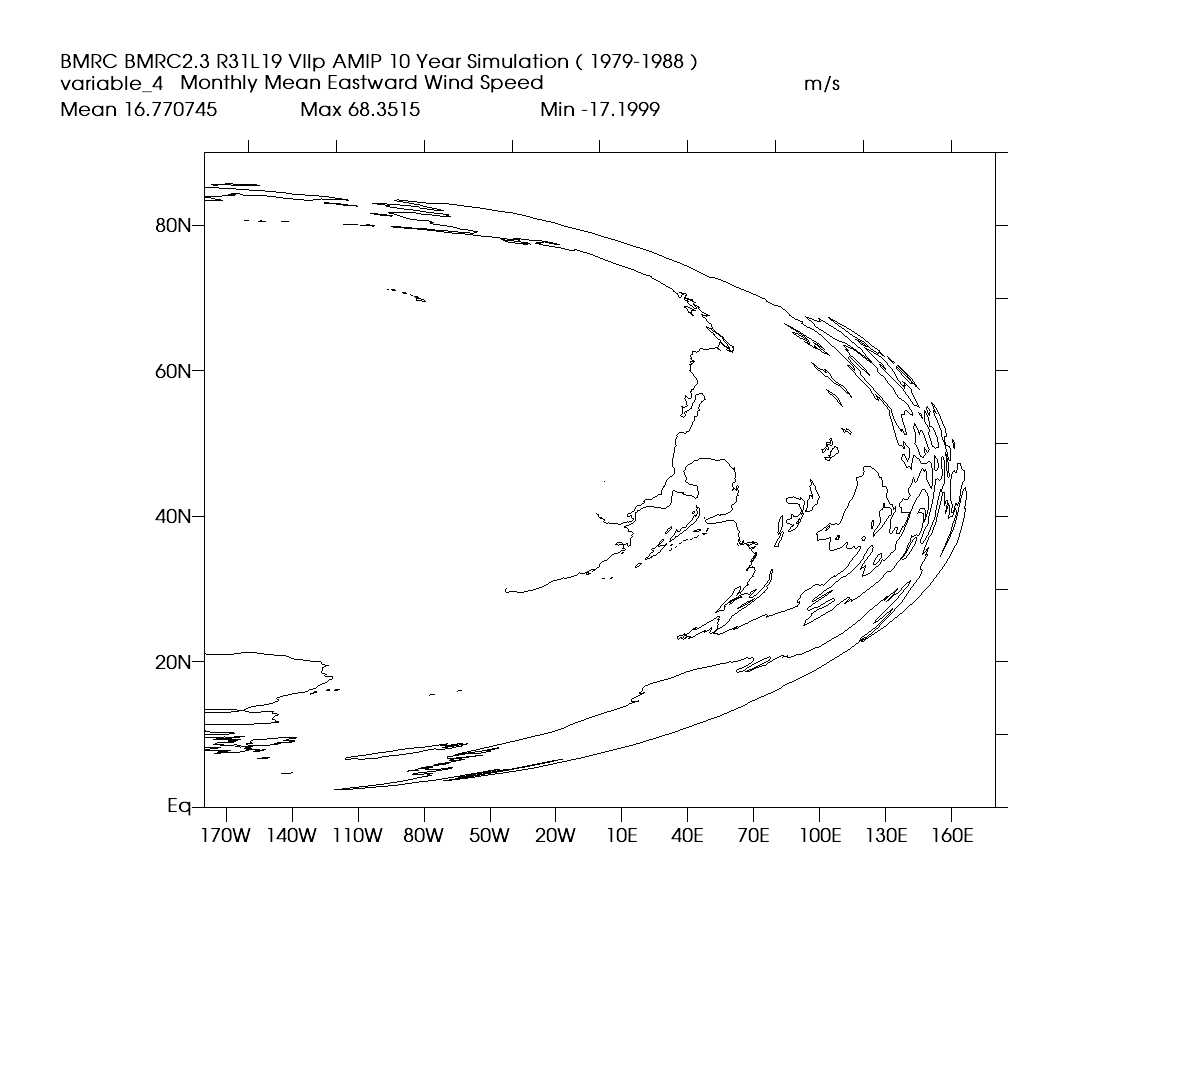 BMRC BMRC2.3 R31L19 VIIp AMIP 10 Year Simulation ( 1979-1988 )
variable_4 Monthly Mean Eastward Wind Speed m/s
Mean 16.770745 Max 68.3515 Min -17.1999
80N
60N
40N
20N
Eq
170W 140W 110W 80W 50W 20W 10E 40E 70E 100E 130E 160E